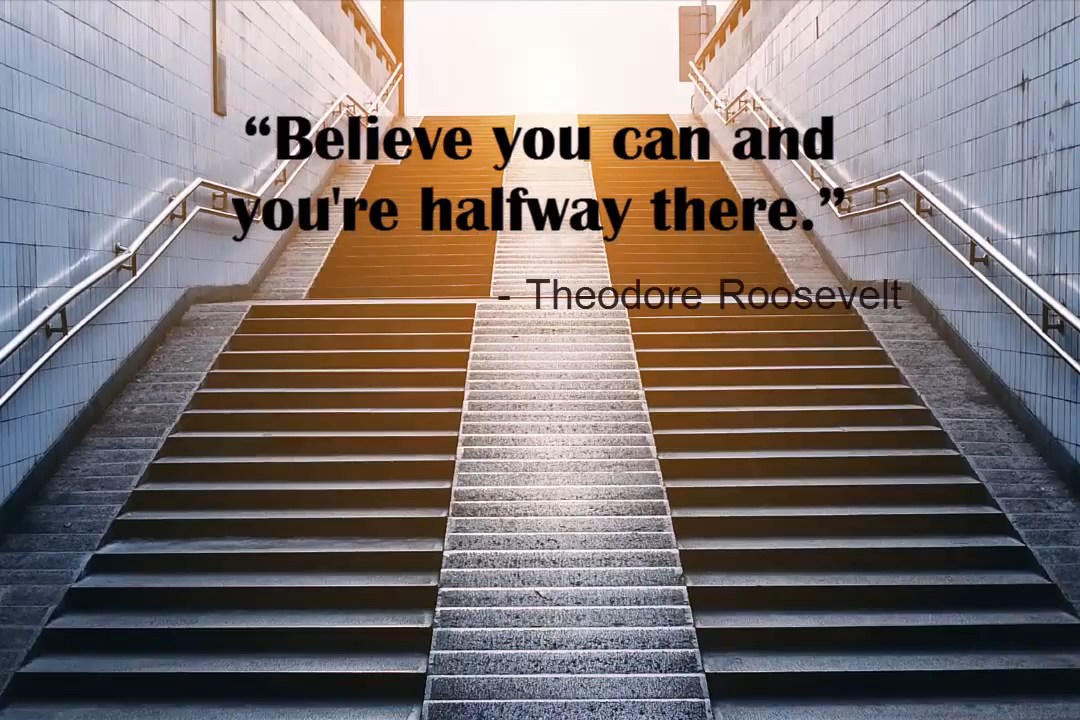 “Believe you can and
you're halfway there.”
- Theodore Roosevelt